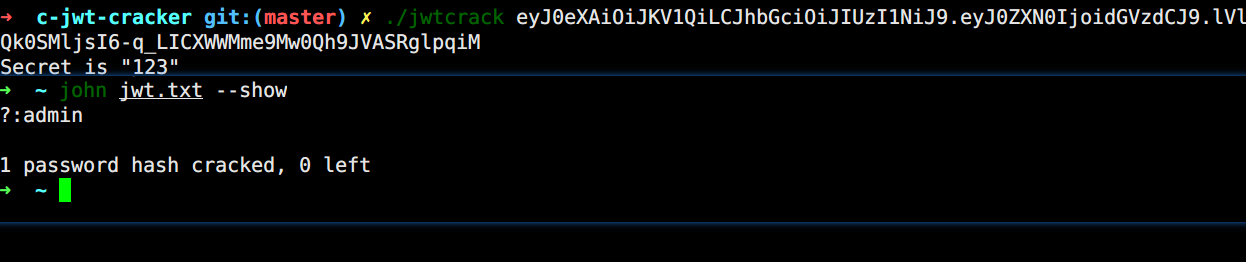 ➜  c-jwt-cracker git:(master) ✗ ./jwtcrack eyJ0eXAiOiJKV1QiLCJhbGciOiJIUzI1NiJ9.eyJ0ZXN0IjoidGVzdCJ9.lVl
Qk0SMljsI6-q_LICXWWMme9Mw0Qh9JVASRglpqiM
Secret is "123"
➜  ~ john jwt.txt --show
?:admin
1 password hash cracked, 0 left
➜  ~